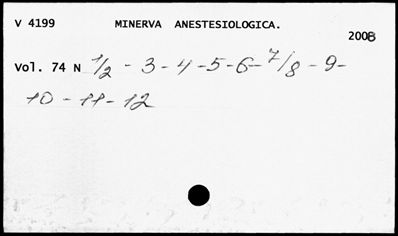 V 4199 MINERVA ANESTESIOLOGICA.
2008
Vol. 74 N 1/2 - 3 - 4 - 5 - 6 - 7/8 - 9 -
10 - 11 - 12